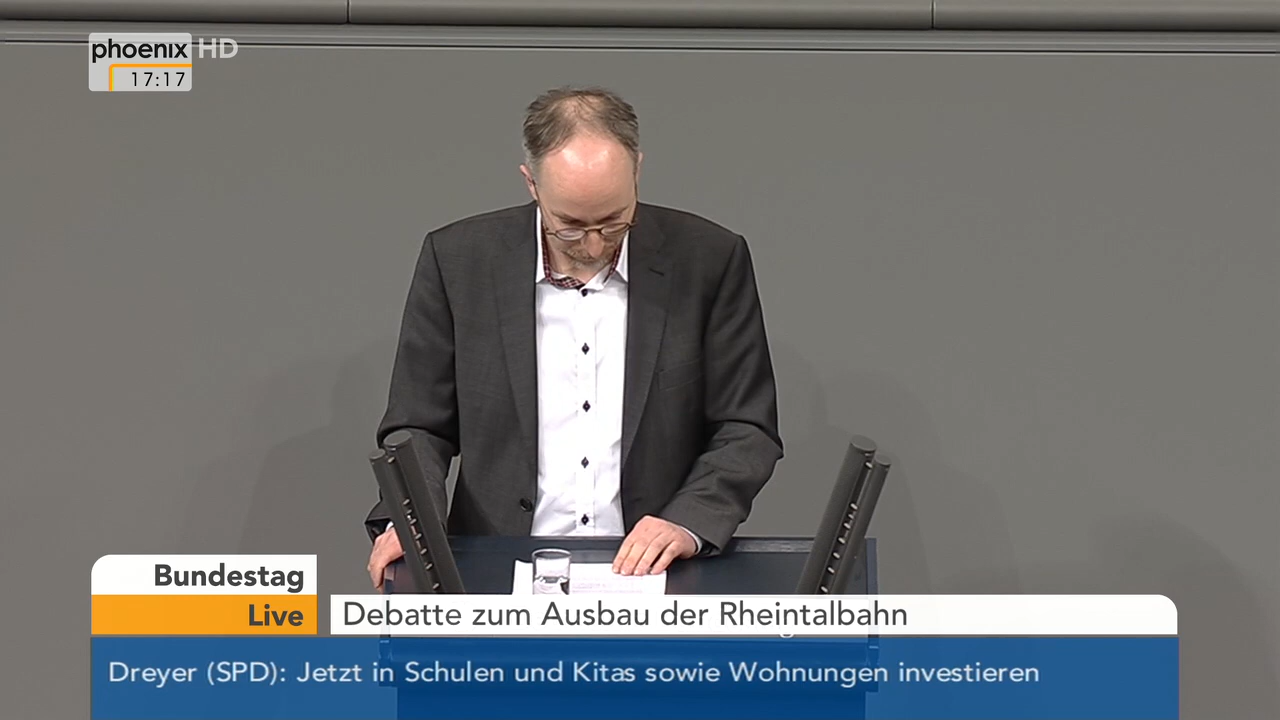 phoenix HD
17:17
Bundestag
Live
Debatte zum Ausbau der Rheintalbahn
Dreyer (SPD): Jetzt in Schulen und Kitas sowie Wohnungen investieren